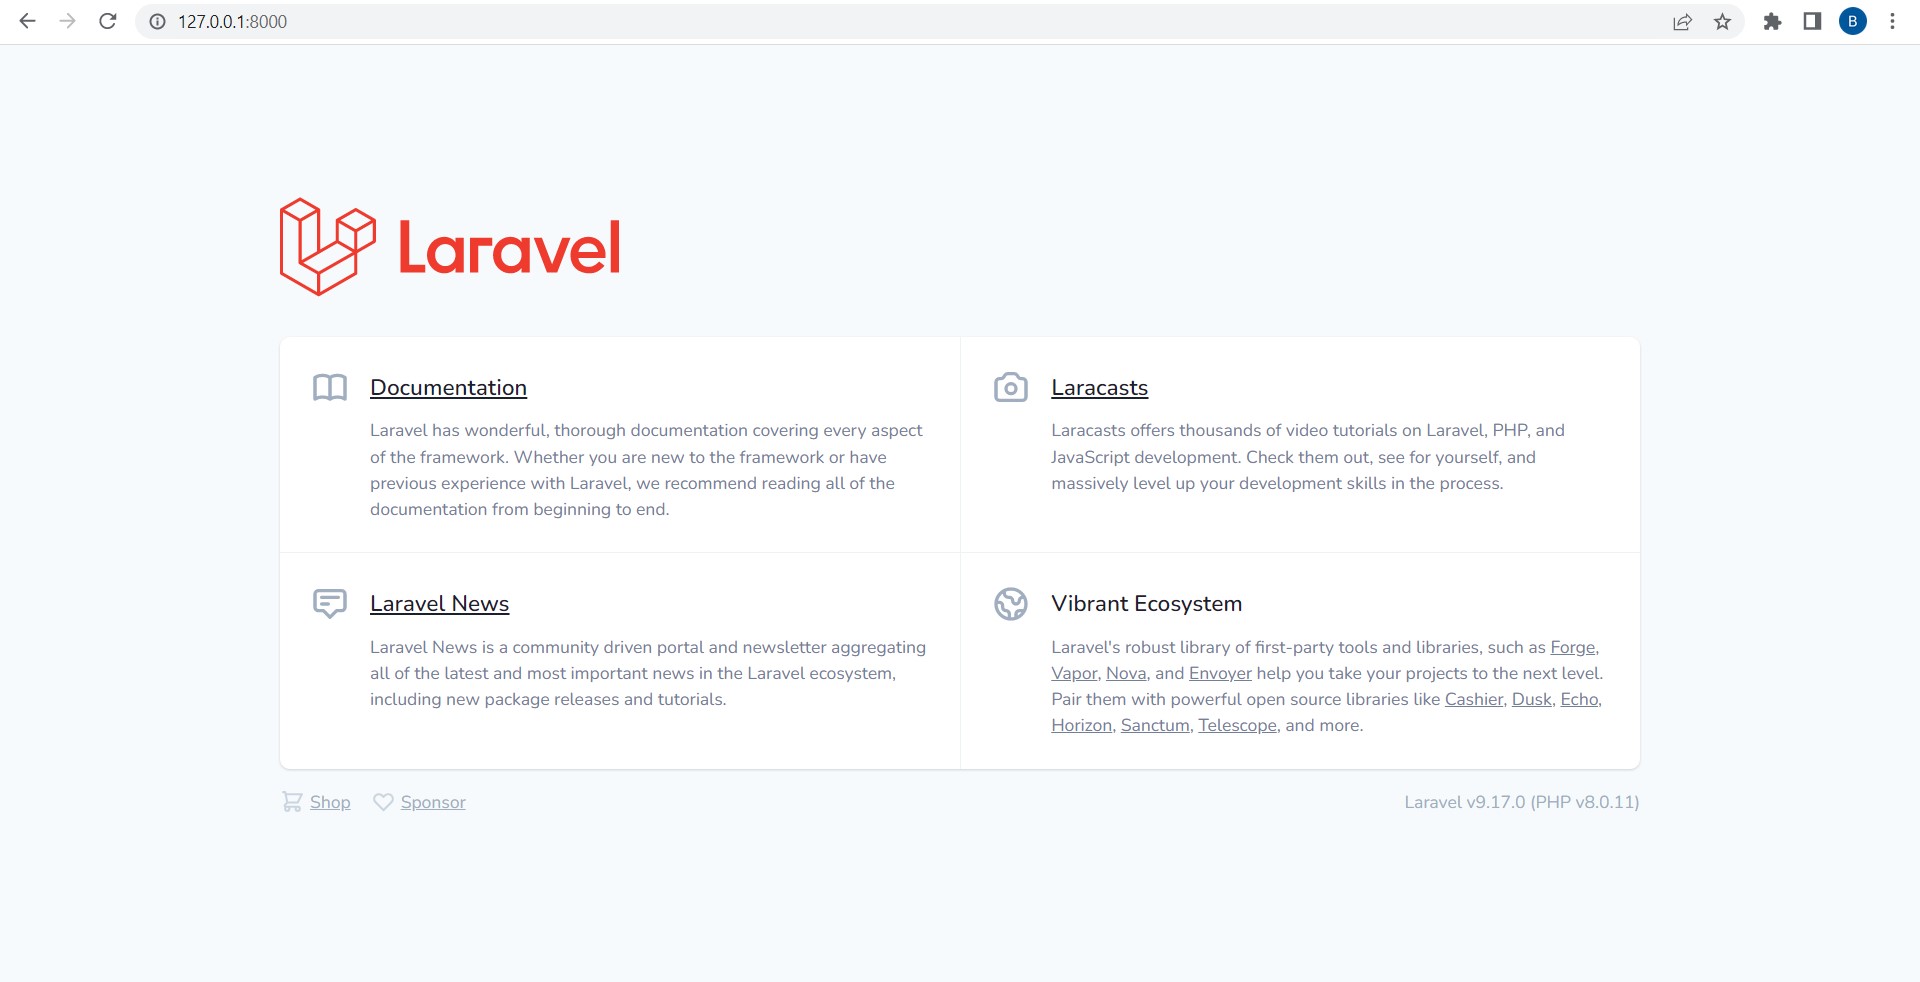 127.0.0.1:8000
B
Laravel
Documentation
Laravel has wonderful, thorough documentation covering every aspect
of the framework. Whether you are new to the framework or have
previous experience with Laravel, we recommend reading all of the
documentation from beginning to end.
Laracasts
Laracasts offers thousands of video tutorials on Laravel, PHP, and
JavaScript development. Check them out, see for yourself, and
massively level up your development skills in the process.
Laravel News
Laravel News is a community driven portal and newsletter aggregating
all of the latest and most important news in the Laravel ecosystem,
including new package releases and tutorials.
Vibrant Ecosystem
Laravel's robust library of first-party tools and libraries, such as Forge,
Vapor, Nova, and Envoyer help you take your projects to the next level.
Pair them with powerful open source libraries like Cashier, Dusk, Echo,
Horizon, Sanctum, Telescope, and more.
Shop
Sponsor
Laravel v9.17.0 (PHP v8.0.11)